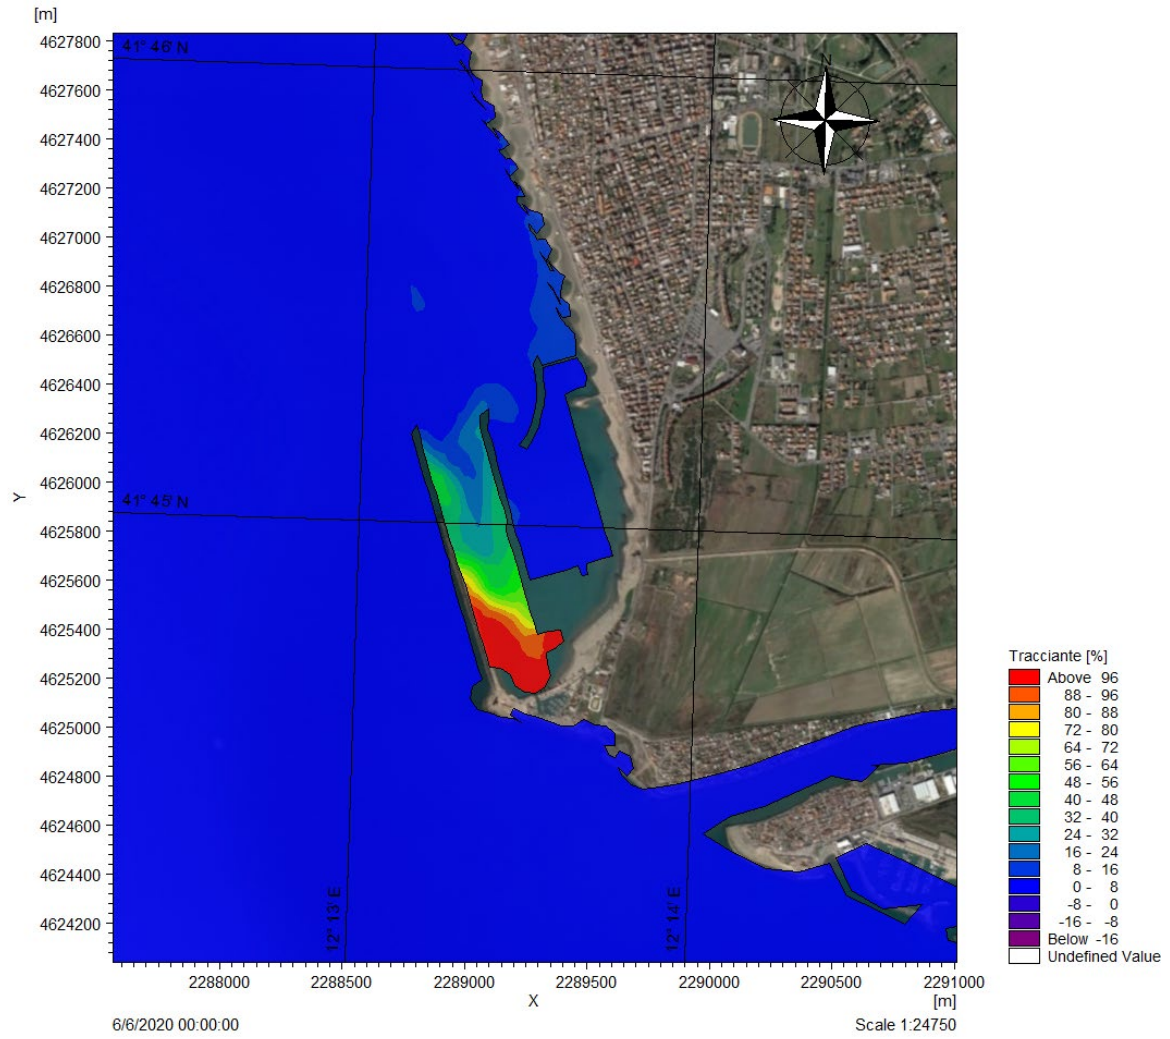 [m]
4627800
4627600
4627400
4627200
4627000
4626800
4626600
4626400
4626200
4626000
4625800
4625600
4625400
4625200
4625000
4624800
4624600
4624400
4624200
Y
41° 46' N
41° 45' N
12° 13' E
12° 14' E
N
2288000
2288500
2289000
2289500
2290000
2290500
2291000
X
[m]
6/6/2020 00:00:00
Scale 1:24750
Tracciante [%]
Above 96
88 - 96
80 - 88
72 - 80
64 - 72
56 - 64
48 - 56
40 - 48
32 - 40
24 - 32
16 - 24
8 - 16
0 - 8
-8 - 0
-16 - -8
Below -16
Undefined Value